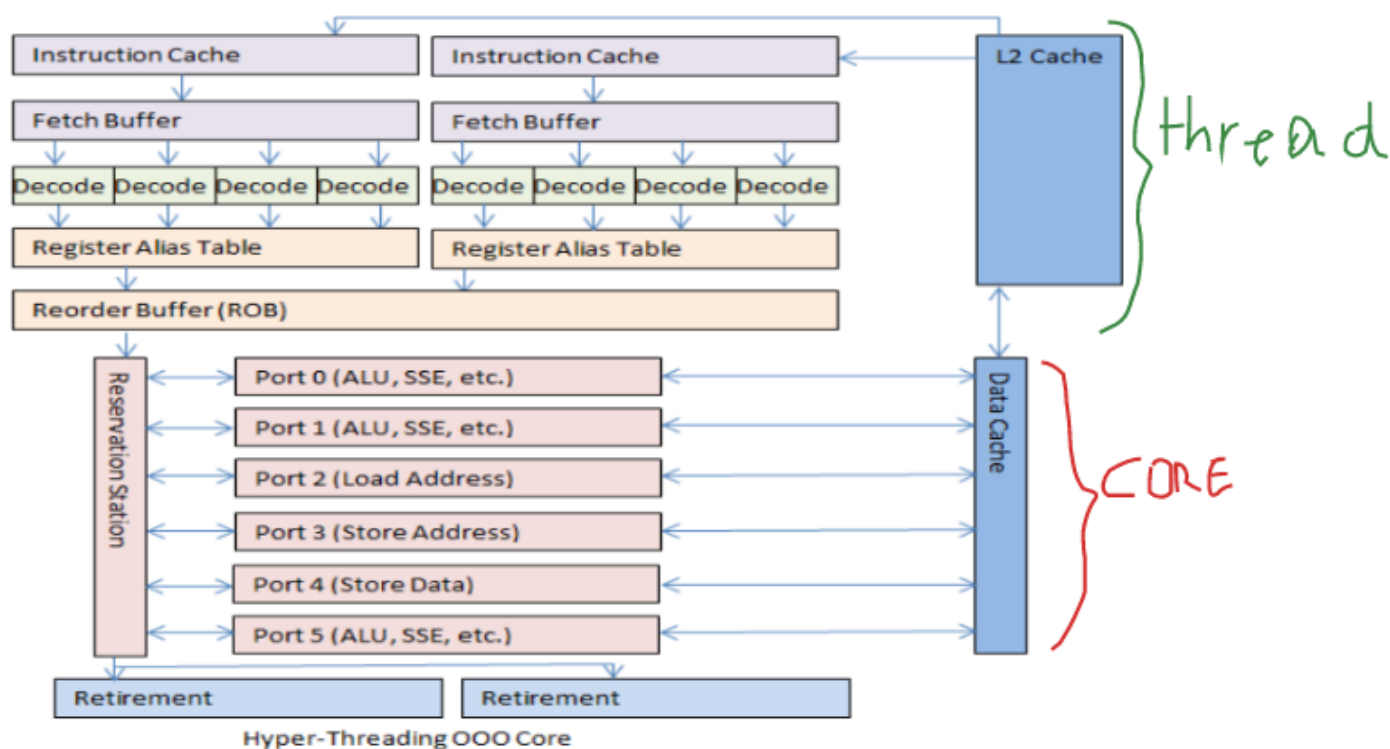 Instruction Cache
Instruction Cache
L2 Cache
Fetch Buffer
Fetch Buffer
thread
Decode Decode Decode Decode
Decode Decode Decode Decode
Register Alias Table
Register Alias Table
Reorder Buffer (ROB)
Reservation Station
Port 0 (ALU, SSE, etc.)
Port 1 (ALU, SSE, etc.)
Port 2 (Load Address)
Port 3 (Store Address)
Port 4 (Store Data)
Port 5 (ALU, SSE, etc.)
Data Cache
CORE
Retirement
Retirement
Hyper-Threading OOO Core